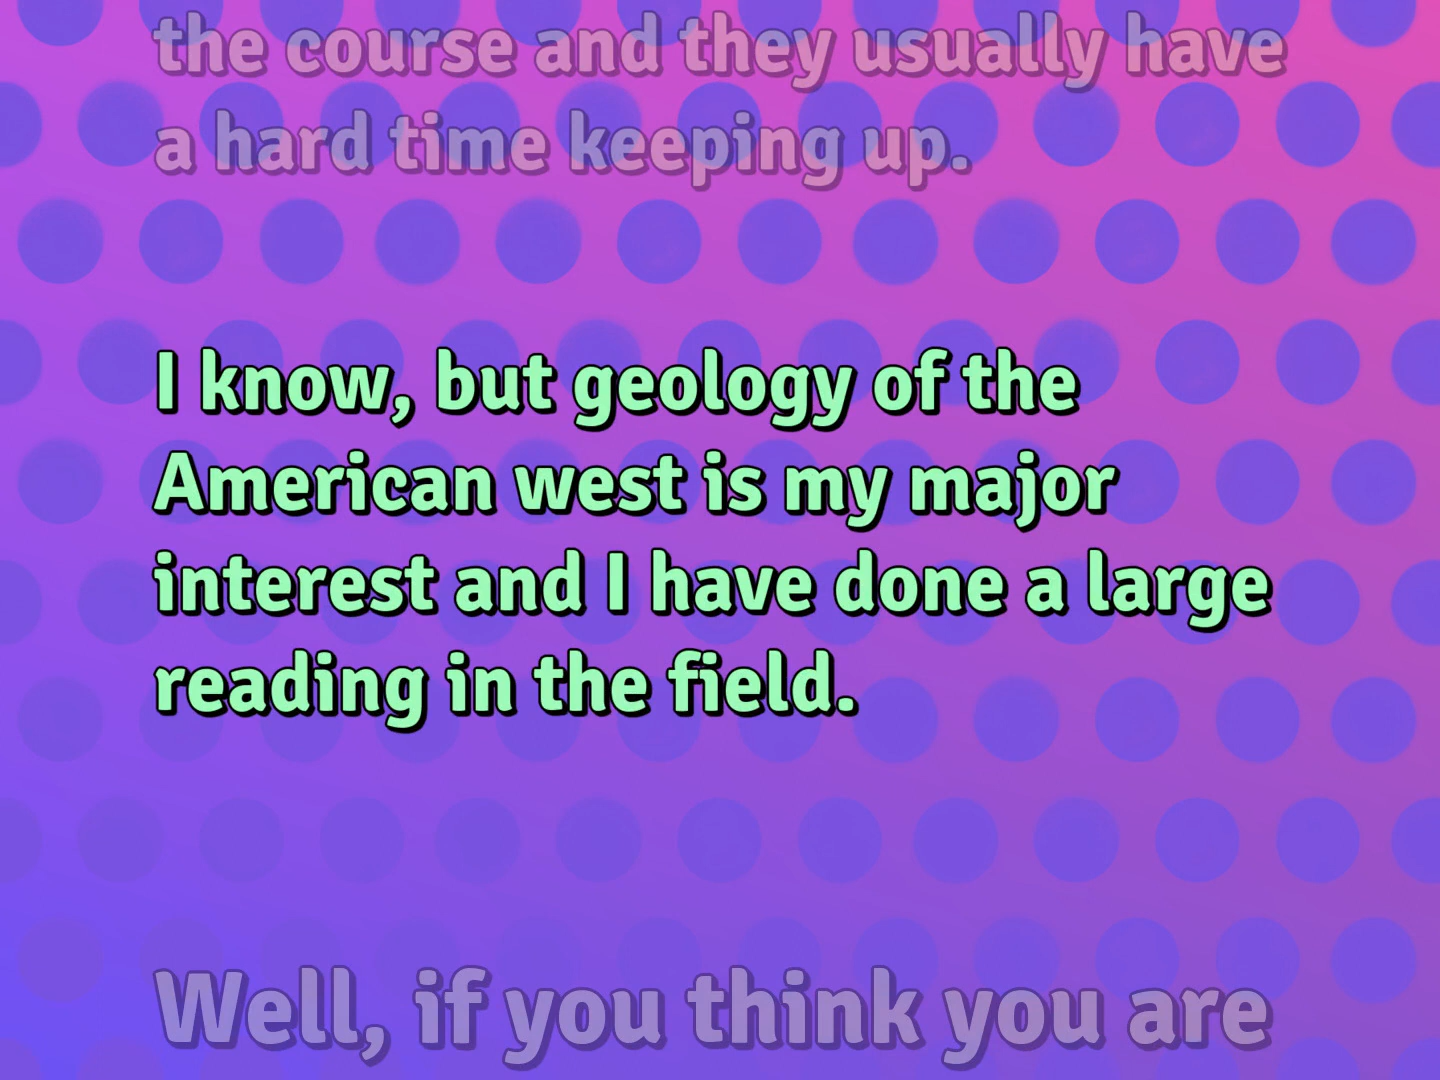 the course and they usually have
a hard time keeping up.
I know, but geology of the
American west is my major
interest and I have done a large
reading in the field.
Well, if you think you are